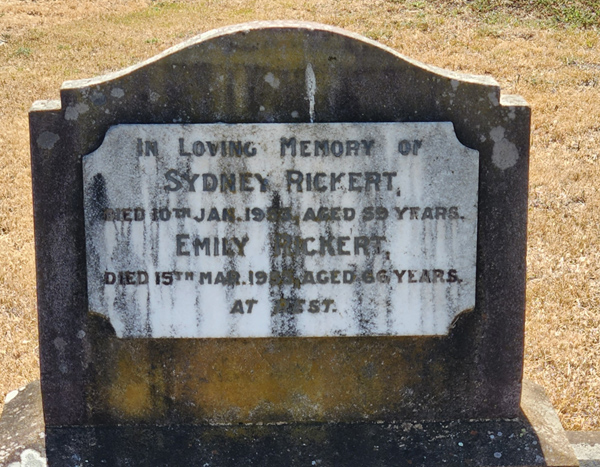 In Loving Memory of
Sydney Rickert,
Died 10th Jan. aged 59 years.
Emily Rickert,
Died 15th Mar. aged 66 years.
At Rest.